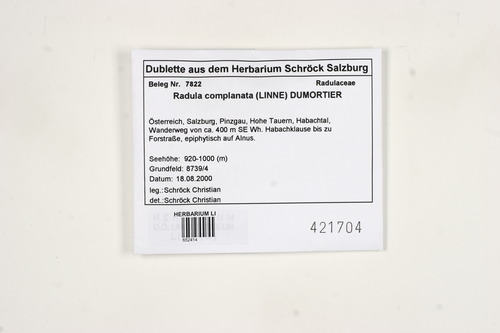 Dublette aus dem Herbarium Schröck Salzburg
Beleg Nr. 7822 Radulaceae
Radula complanata (LINNE) DUMORTIER
Österreich, Salzburg, Pinzgau, Hohe Tauern, Habachtal,
Wanderweg von ca. 400 m SE Wh. Habachklause bis zu
Forstraße, epiphytisch auf Alnus.
Seehöhe: 920-1000 (m)
Grundfeld: 8739/4
Datum: 18.08.2000
leg.:Schröck Christian
det.:Schröck Christian
HERBARIUM LI
652414
421704